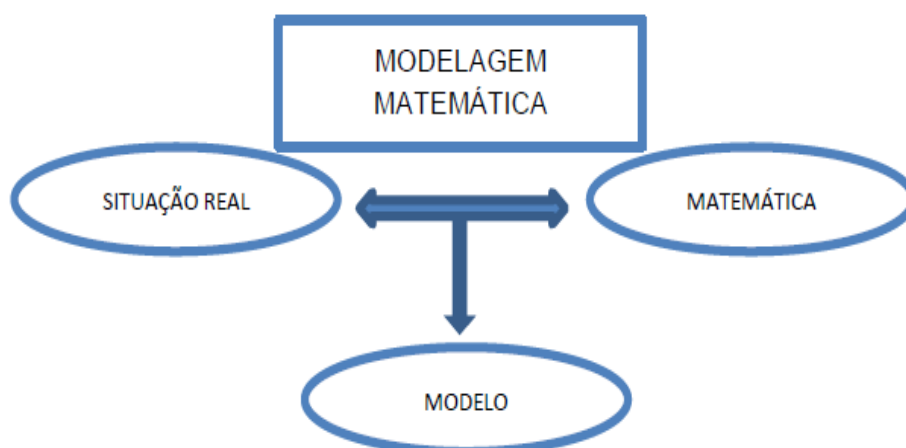 MODELAGEM
MATEMÁTICA
SITUAÇÃO REAL
MATEMÁTICA
MODELO